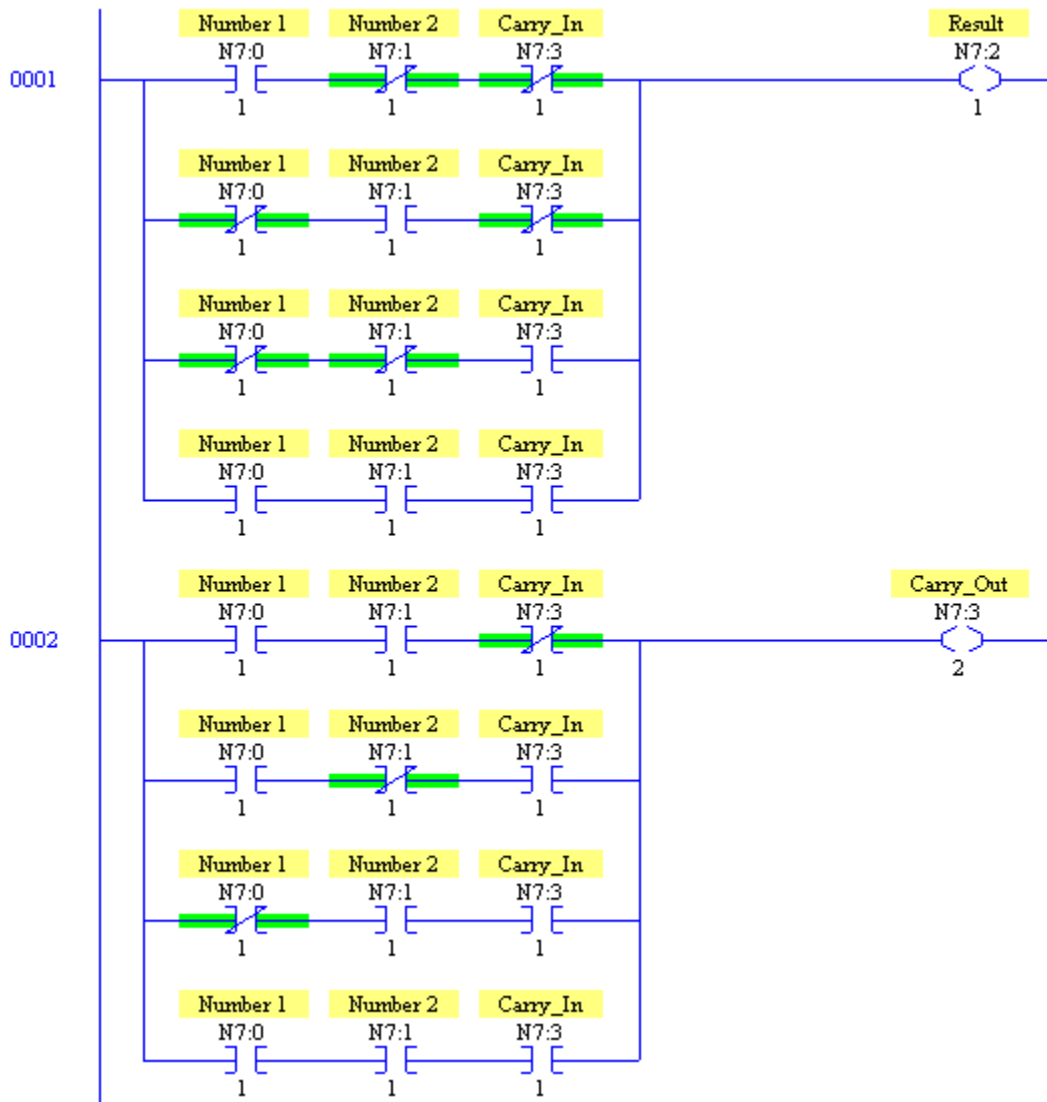 Number 1 Number 2 Carry_In Result
N7:0 N7:1 N7:3 N7:2
0001
1 1 1 1
Number 1 Number 2 Carry_In
N7:0 N7:1 N7:3
1 1 1
Number 1 Number 2 Carry_In
N7:0 N7:1 N7:3
1 1 1
Number 1 Number 2 Carry_In
N7:0 N7:1 N7:3
1 1 1
Number 1 Number 2 Carry_In Carry_Out
N7:0 N7:1 N7:3 N7:3
0002
1 1 1 2
Number 1 Number 2 Carry_In
N7:0 N7:1 N7:3
1 1 1
Number 1 Number 2 Carry_In
N7:0 N7:1 N7:3
1 1 1
Number 1 Number 2 Carry_In
N7:0 N7:1 N7:3
1 1 1